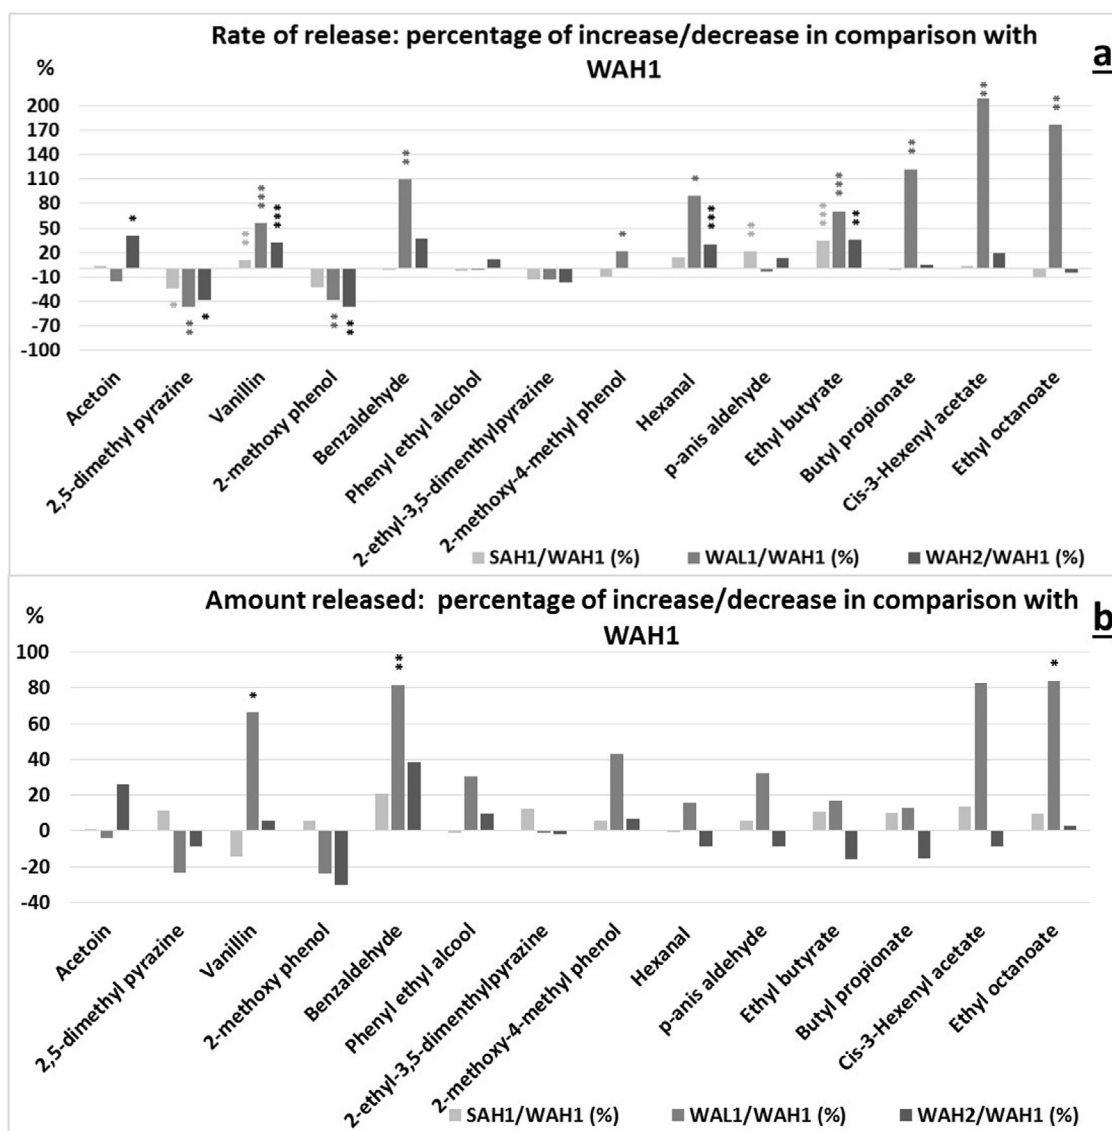 Rate of release: percentage of increase/decrease in comparison with
WAH1
a
%
200
170
140
110
80
50
20
-10
-40
-70
-100
*
*
**
*
**
***
***
**
**
**
*
*
***
**
***
***
**
**
**
**
Acetoin
2,5-dimethyl pyrazine
Vanillin
2-methoxy phenol
Benzaldehyde
Phenyl ethyl alcohol
2-ethyl-3,5-dimenthylpyrazine
2-methoxy-4-methyl phenol
Hexanal
p-anis aldehyde
Ethyl butyrate
Butyl propionate
Cis-3-Hexenyl acetate
Ethyl octanoate
SAH1/WAH1 (%) WAL1/WAH1 (%) WAH2/WAH1 (%)
Amount released: percentage of increase/decrease in comparison with
WAH1
b
%
100
80
60
40
20
0
-20
-40
*
**
*
Acetoin
2,5-dimethyl pyrazine
Vanillin
2-methoxy phenol
Benzaldehyde
Phenyl ethyl alcool
2-ethyl-3,5-dimenthylpyrazine
2-methoxy-4-methyl phenol
Hexanal
p-anis aldehyde
Ethyl butyrate
Butyl propionate
Cis-3-Hexenyl acetate
Ethyl octanoate
SAH1/WAH1 (%) WAL1/WAH1 (%) WAH2/WAH1 (%)